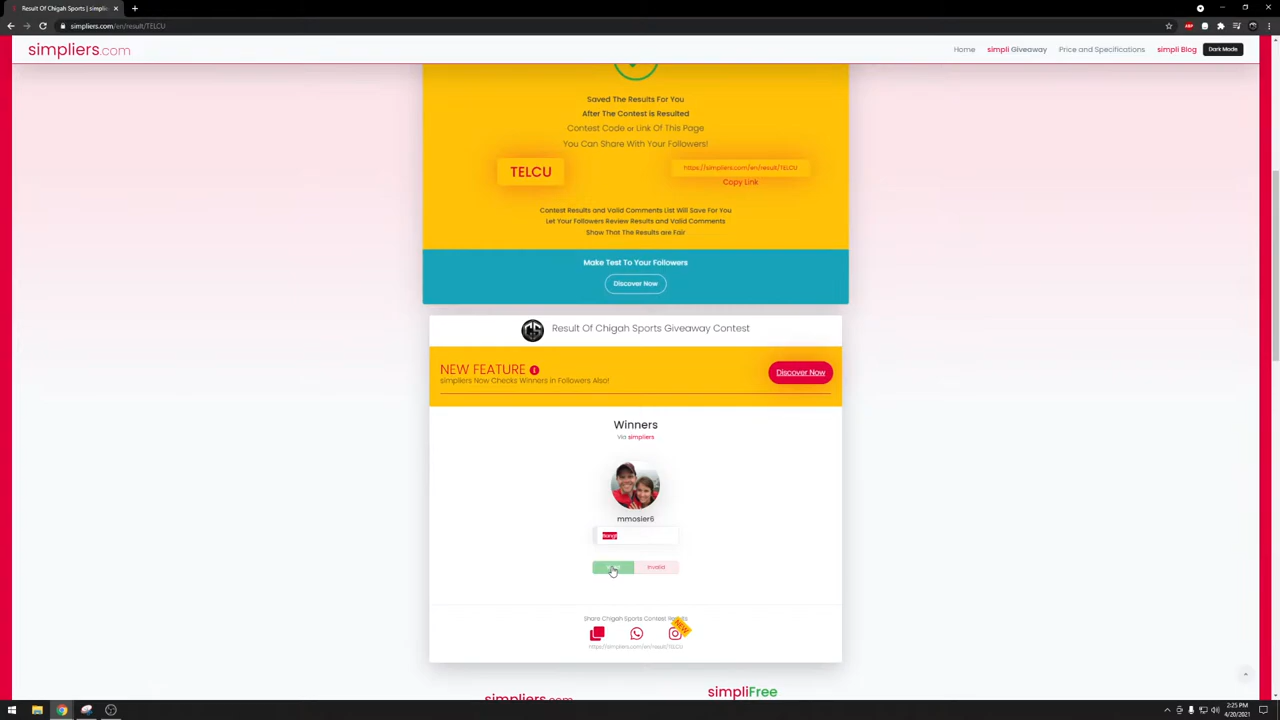 Result Of Chigah Sports | simplie
simpliers.com/en/result/TELCU
simpliers.com
Home
simpli Giveaway
Price and Specifications
simpli Blog
Dark Mode
Saved The Results For You
After The Contest is Resulted
Contest Code or Link Of This Page
You Can Share With Your Followers!
TELCU
https://simpliers.com/en/result/TELCU
Copy Link
Contest Results and Valid Comments List Will Save For You
Let Your Followers Review Results and Valid Comments
Show That The Results are Fair
Make Test To Your Followers
Discover Now
Result Of Chigah Sports Giveaway Contest
NEW FEATURE
simpliers Now Checks Winners in Followers Also!
Discover Now
Winners
Via simpliers
mmosier6
Invalid
Share Chigah Sports Contest Results
NEW
https://simpliers.com/en/result/TELCU
simpliers.com
simpliFree
2:25 PM
4/20/2021